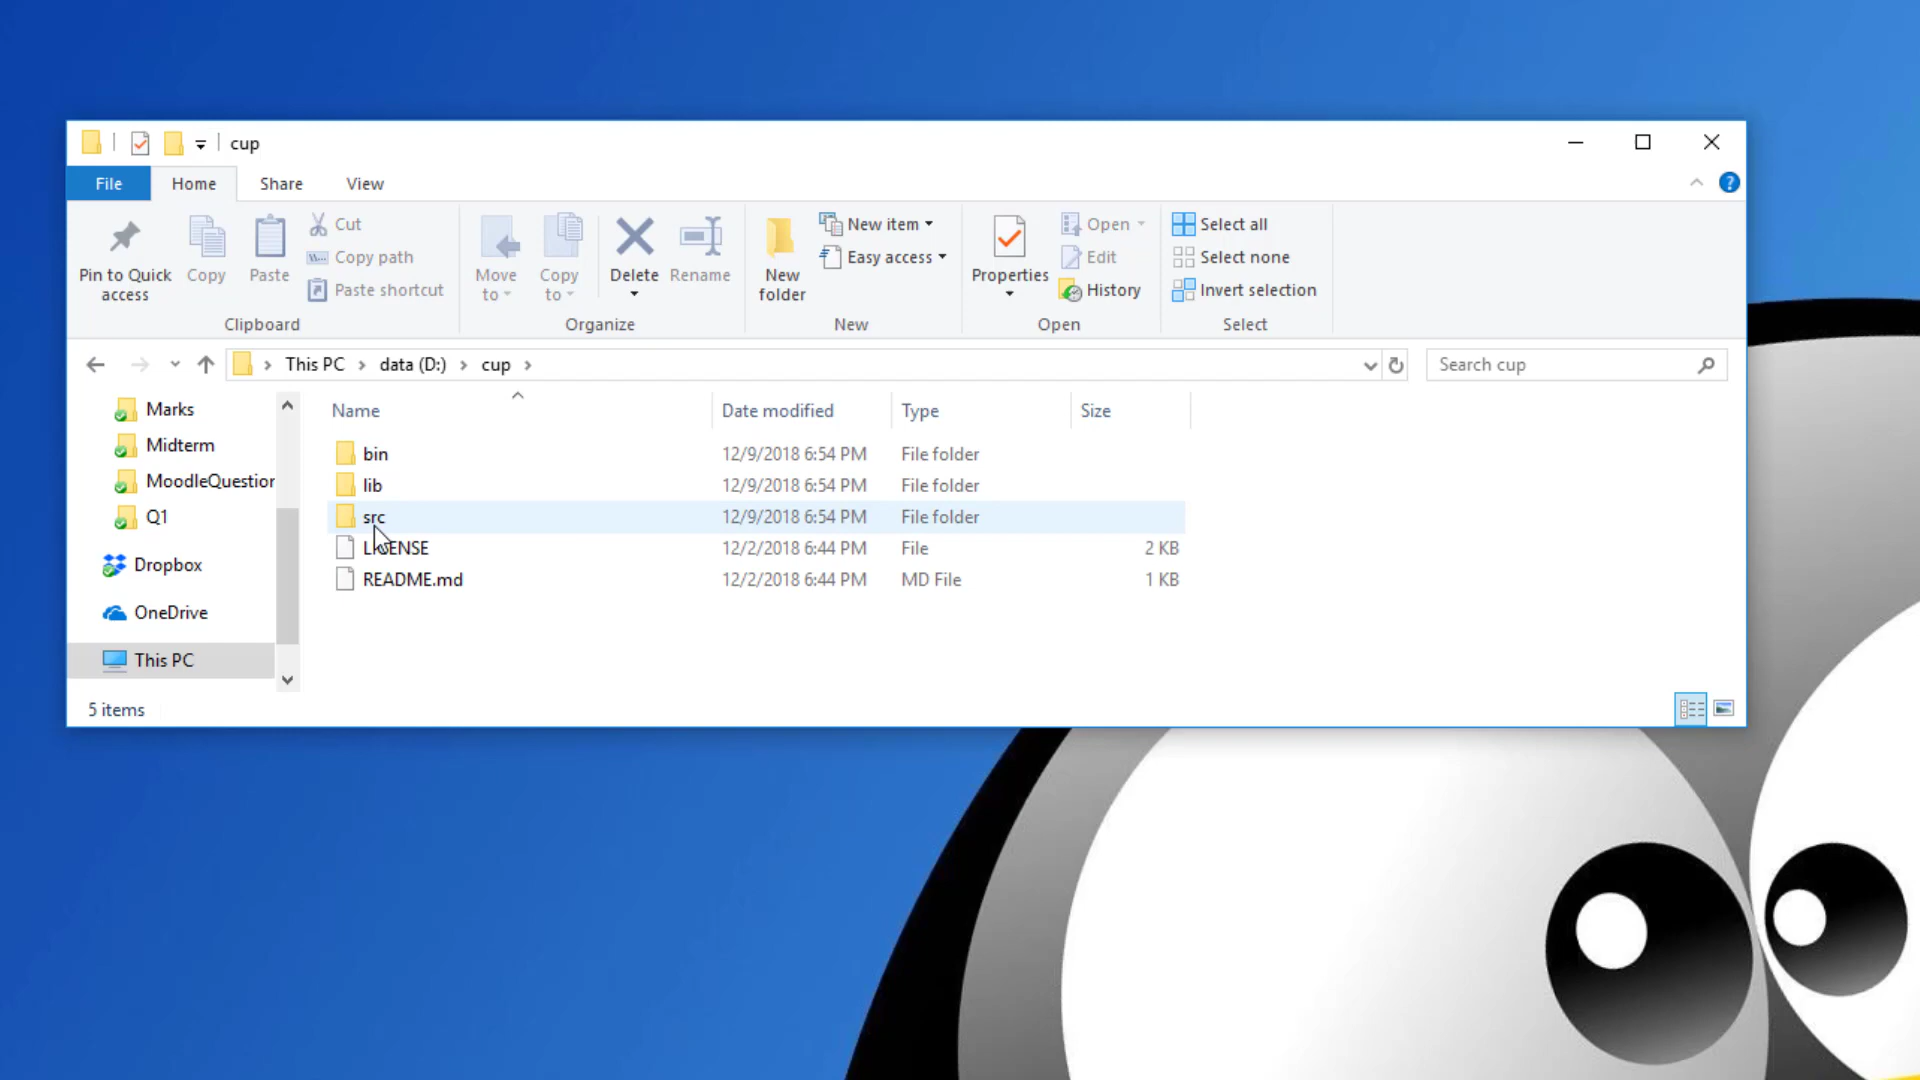 cup
File Home Share View
Pin to Quick access
Copy
Paste
Cut
Copy path
Paste shortcut
Clipboard
Move to
Copy to
Delete
Rename
Organize
New folder
New item
Easy access
New
Properties
Open
Edit
History
Open
Select all
Select none
Invert selection
Select
This PC data (D:) cup
Search cup
Marks
Midterm
MoodleQuestion
Q1
Dropbox
OneDrive
This PC
Name Date modified Type Size
bin 12/9/2018 6:54 PM File folder
lib 12/9/2018 6:54 PM File folder
src 12/9/2018 6:54 PM File folder
LICENSE 12/2/2018 6:44 PM File 2 KB
README.md 12/2/2018 6:44 PM MD File 1 KB
5 items